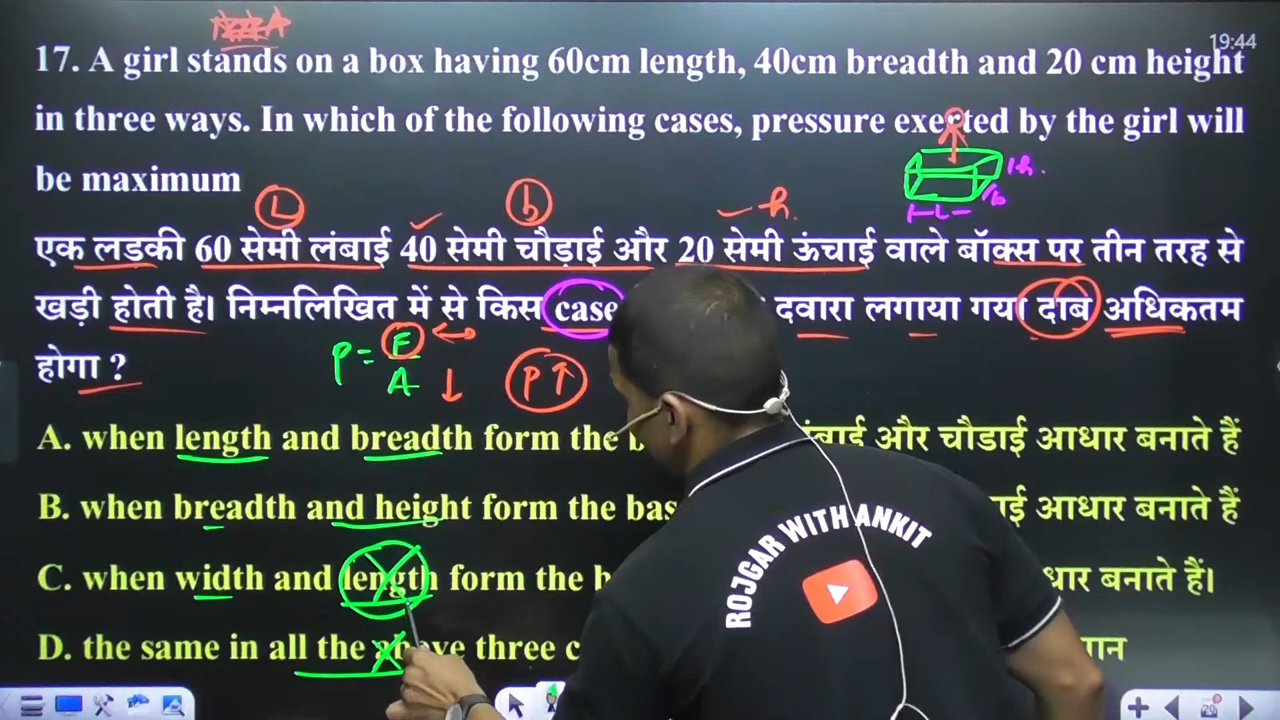 19:44
17. A girl stands on a box having 60cm length, 40cm breadth and 20 cm height
in three ways. In which of the following cases, pressure exerted by the girl will
be maximum
L b h.
1h.
b
L
एक लडकी 60 सेमी लंबाई 40 सेमी चौड़ाई और 20 सेमी ऊंचाई वाले बॉक्स पर तीन तरह से
खड़ी होती है। निम्नलिखित में से किस case दवारा लगाया गया दाब अधिकतम
होगा ?
P = F
A
P↑
A. when length and breadth form the लंबाई और चौडाई आधार बनाते हैं
B. when breadth and height form the bas आधार बनाते हैं
C. when width and length form the बनाते हैं।
D. the same in all the above three
ROJGAR WITH ANKIT
20